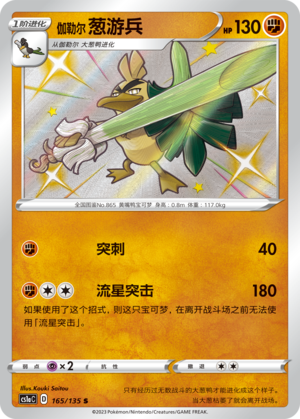 1阶进化
伽勒尔 葱游兵
HP 130
从伽勒尔 大葱鸭进化
全国图鉴No.865 黄嘴鸭宝可梦 身高：0.8m 体重：117.0kg
突刺 40
流星突击 180
如果使用了这个招式，则这只宝可梦，在离开战斗场之前无法使用「流星突击」。
弱点 ×2 抵抗力 撤退
Illus. Kouki Saitou
CS1aC D 165/135 S
只有经历过无数战斗的大葱鸭才能进化成这个样子。
当大葱枯萎了就会离开战场。
©2023 Pokémon/Nintendo/Creatures/GAME FREAK.